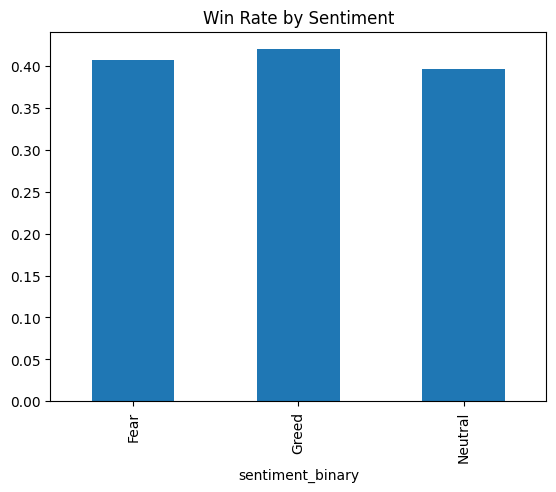 Win Rate by Sentiment
0.40
0.35
0.30
0.25
0.20
0.15
0.10
0.05
0.00
Fear
Greed
Neutral
sentiment_binary